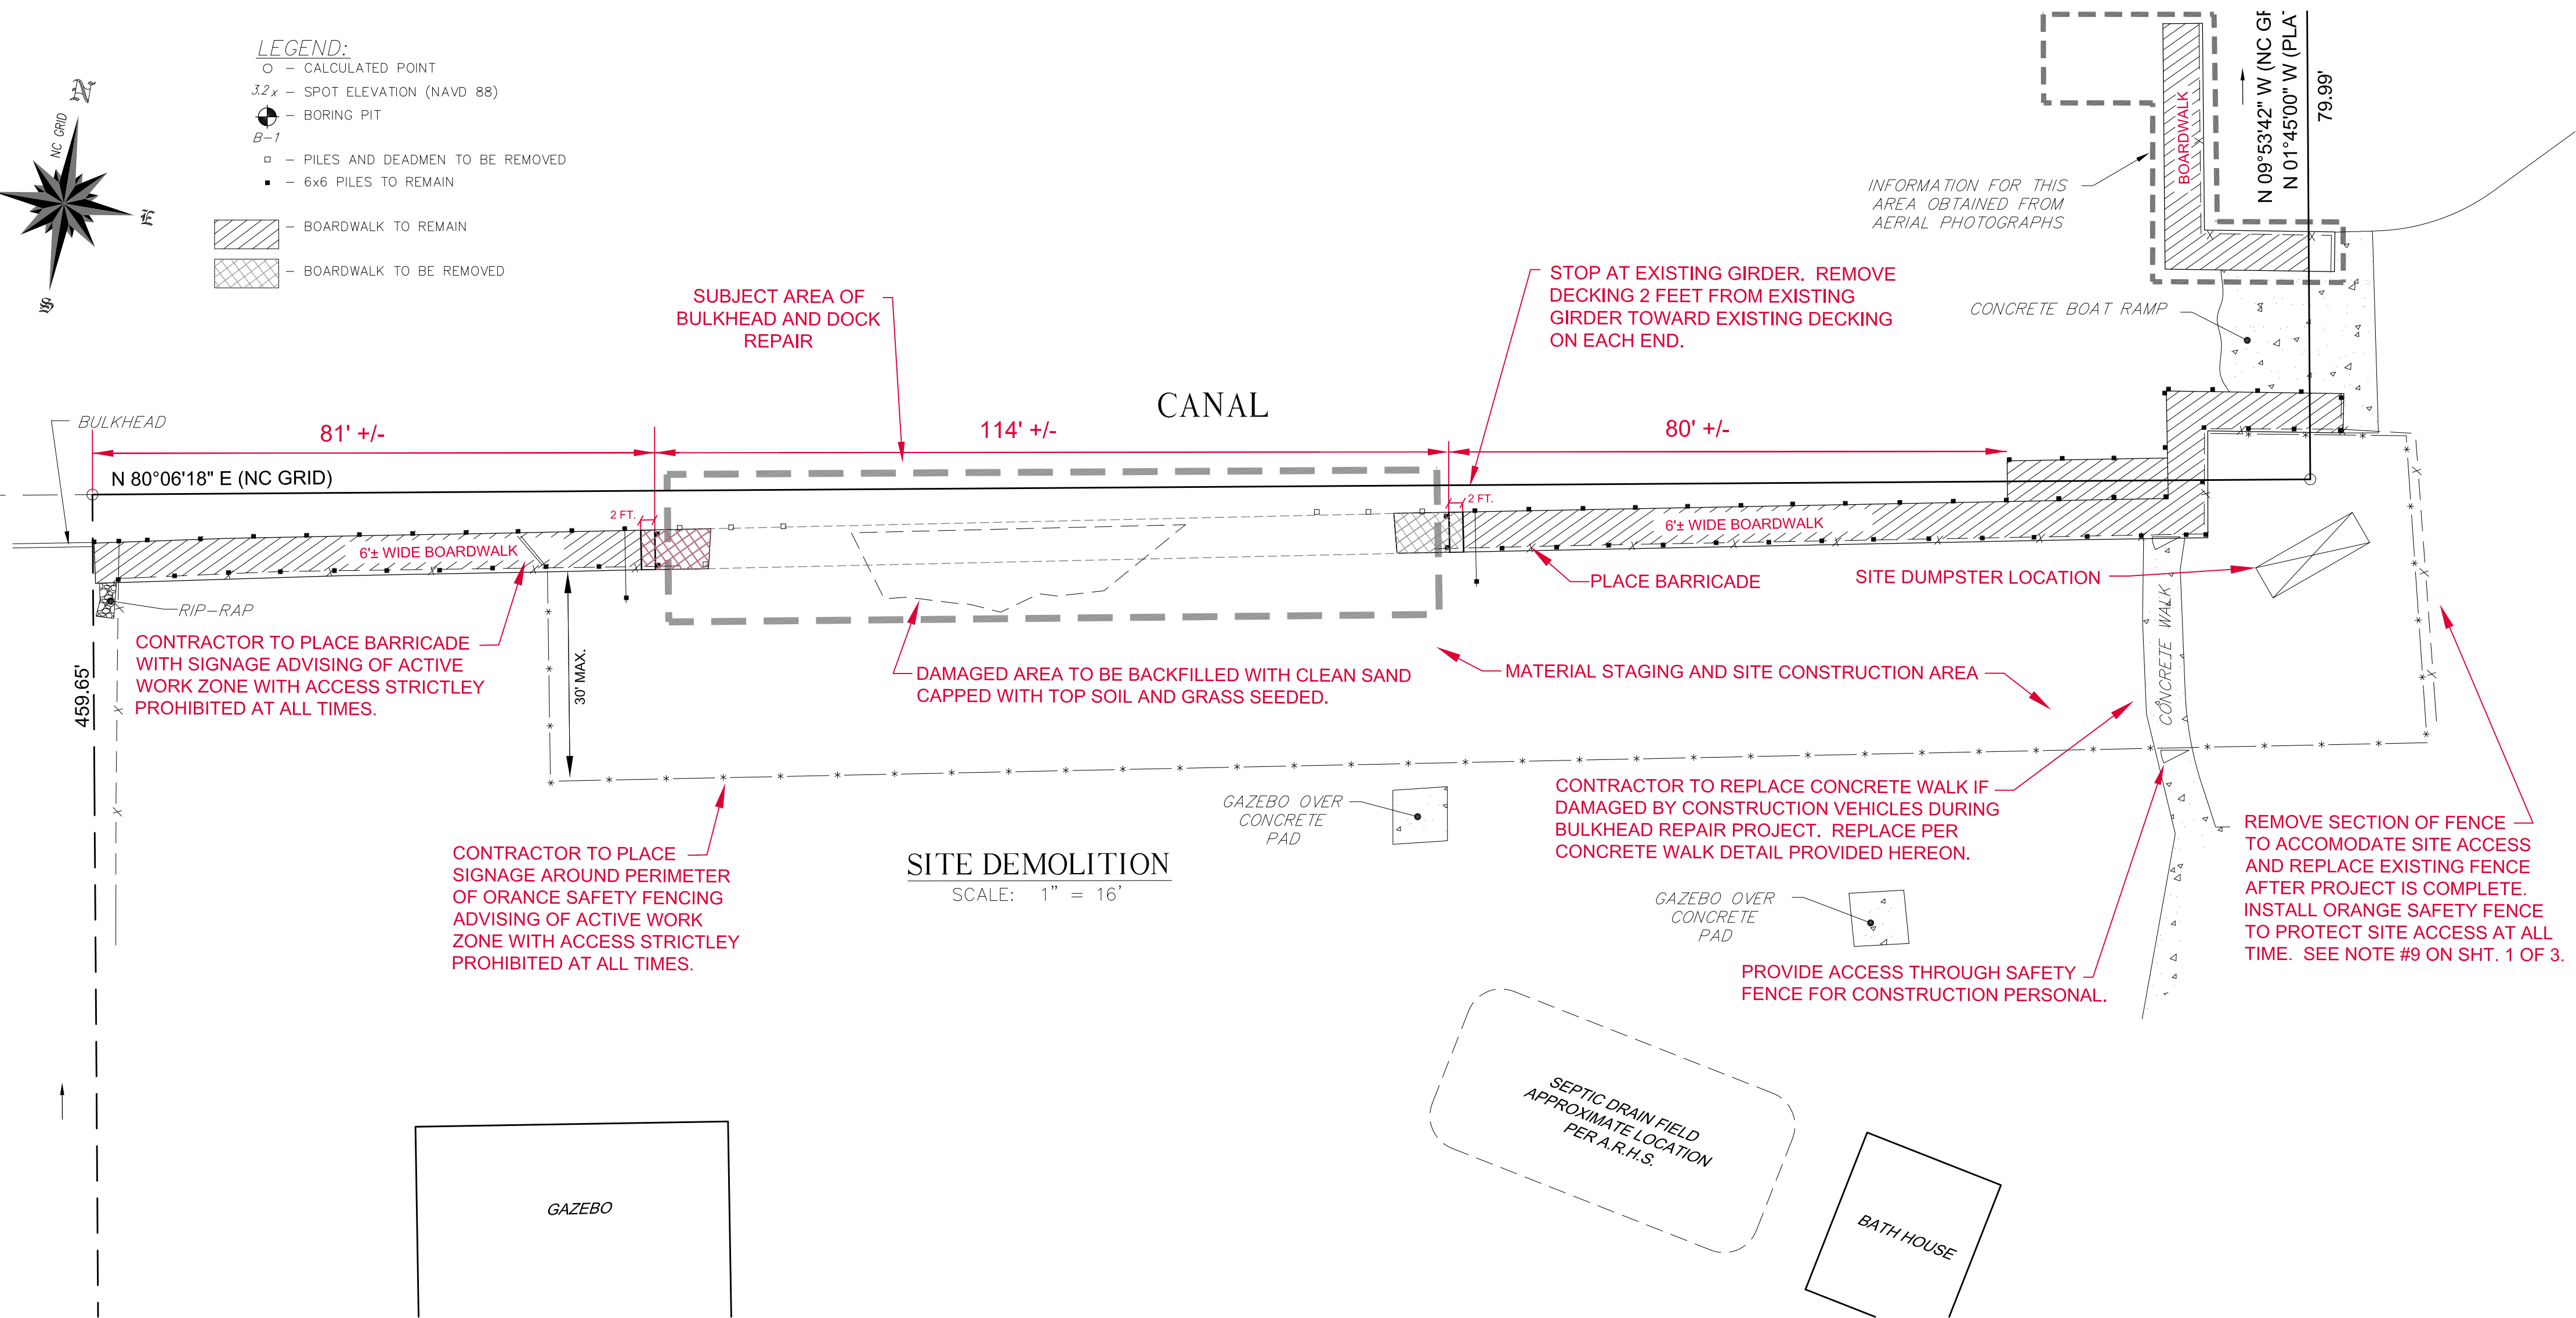 LEGEND:
○ – CALCULATED POINT
3.2 x – SPOT ELEVATION (NAVD 88)
– BORING PIT
B–1
□ – PILES AND DEADMEN TO BE REMOVED
■ – 6x6 PILES TO REMAIN
– BOARDWALK TO REMAIN
– BOARDWALK TO BE REMOVED
N
NC GRID
E
S
BOARDWALK
N 09°53'42" W (NC GR
N 01°45'00" W (PLA
79.99'
INFORMATION FOR THIS
AREA OBTAINED FROM
AERIAL PHOTOGRAPHS
CONCRETE BOAT RAMP
SUBJECT AREA OF
BULKHEAD AND DOCK
REPAIR
STOP AT EXISTING GIRDER. REMOVE
DECKING 2 FEET FROM EXISTING
GIRDER TOWARD EXISTING DECKING
ON EACH END.
CANAL
BULKHEAD
81' +/-
114' +/-
80' +/-
N 80°06'18" E (NC GRID)
2 FT.
2 FT.
6'± WIDE BOARDWALK
6'± WIDE BOARDWALK
PLACE BARRICADE
SITE DUMPSTER LOCATION
RIP–RAP
CONTRACTOR TO PLACE BARRICADE
WITH SIGNAGE ADVISING OF ACTIVE
WORK ZONE WITH ACCESS STRICTLEY
PROHIBITED AT ALL TIMES.
459.65'
30' MAX.
DAMAGED AREA TO BE BACKFILLED WITH CLEAN SAND
CAPPED WITH TOP SOIL AND GRASS SEEDED.
MATERIAL STAGING AND SITE CONSTRUCTION AREA
CONCRETE WALK
CONTRACTOR TO PLACE
SIGNAGE AROUND PERIMETER
OF ORANCE SAFETY FENCING
ADVISING OF ACTIVE WORK
ZONE WITH ACCESS STRICTLEY
PROHIBITED AT ALL TIMES.
SITE DEMOLITION
SCALE: 1" = 16'
GAZEBO OVER
CONCRETE
PAD
CONTRACTOR TO REPLACE CONCRETE WALK IF
DAMAGED BY CONSTRUCTION VEHICLES DURING
BULKHEAD REPAIR PROJECT. REPLACE PER
CONCRETE WALK DETAIL PROVIDED HEREON.
GAZEBO OVER
CONCRETE
PAD
REMOVE SECTION OF FENCE
TO ACCOMODATE SITE ACCESS
AND REPLACE EXISTING FENCE
AFTER PROJECT IS COMPLETE.
INSTALL ORANGE SAFETY FENCE
TO PROTECT SITE ACCESS AT ALL
TIME. SEE NOTE #9 ON SHT. 1 OF 3.
PROVIDE ACCESS THROUGH SAFETY
FENCE FOR CONSTRUCTION PERSONAL.
SEPTIC DRAIN FIELD
APPROXIMATE LOCATION
PER A.R.H.S.
GAZEBO
BATH HOUSE